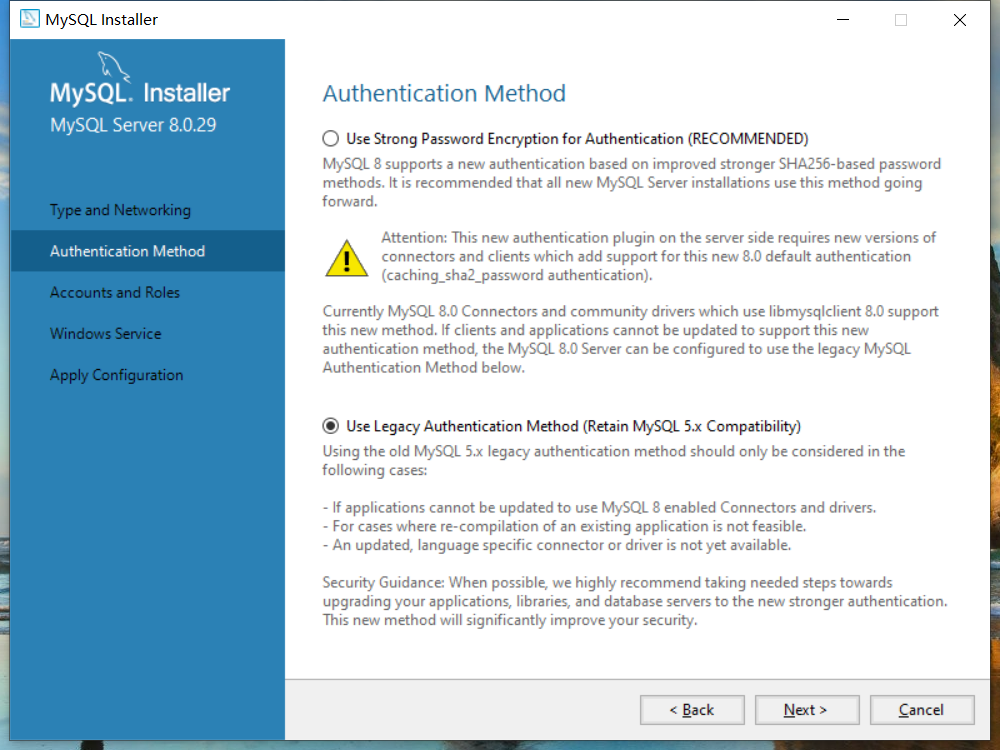 MySQL Installer
MySQL. Installer
MySQL Server 8.0.29
Type and Networking
Authentication Method
Accounts and Roles
Windows Service
Apply Configuration
Authentication Method
Use Strong Password Encryption for Authentication (RECOMMENDED)
MySQL 8 supports a new authentication based on improved stronger SHA256-based password
methods. It is recommended that all new MySQL Server installations use this method going
forward.
Attention: This new authentication plugin on the server side requires new versions of
connectors and clients which add support for this new 8.0 default authentication
(caching_sha2_password authentication).
Currently MySQL 8.0 Connectors and community drivers which use libmysqlclient 8.0 support
this new method. If clients and applications cannot be updated to support this new
authentication method, the MySQL 8.0 Server can be configured to use the legacy MySQL
Authentication Method below.
Use Legacy Authentication Method (Retain MySQL 5.x Compatibility)
Using the old MySQL 5.x legacy authentication method should only be considered in the
following cases:
- If applications cannot be updated to use MySQL 8 enabled Connectors and drivers.
- For cases where re-compilation of an existing application is not feasible.
- An updated, language specific connector or driver is not yet available.
Security Guidance: When possible, we highly recommend taking needed steps towards
upgrading your applications, libraries, and database servers to the new stronger authentication.
This new method will significantly improve your security.
< Back
Next >
Cancel